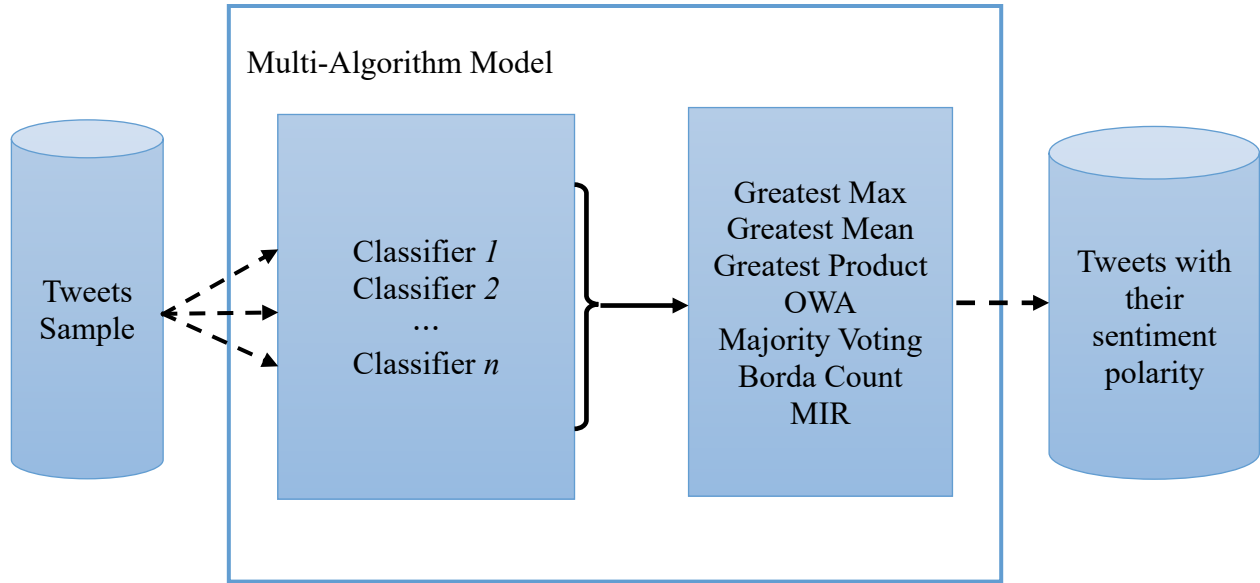 Multi-Algorithm Model
Tweets
Sample
Classifier 1
Classifier 2
...
Classifier n
Greatest Max
Greatest Mean
Greatest Product
OWA
Majority Voting
Borda Count
MIR
Tweets with
their
sentiment
polarity